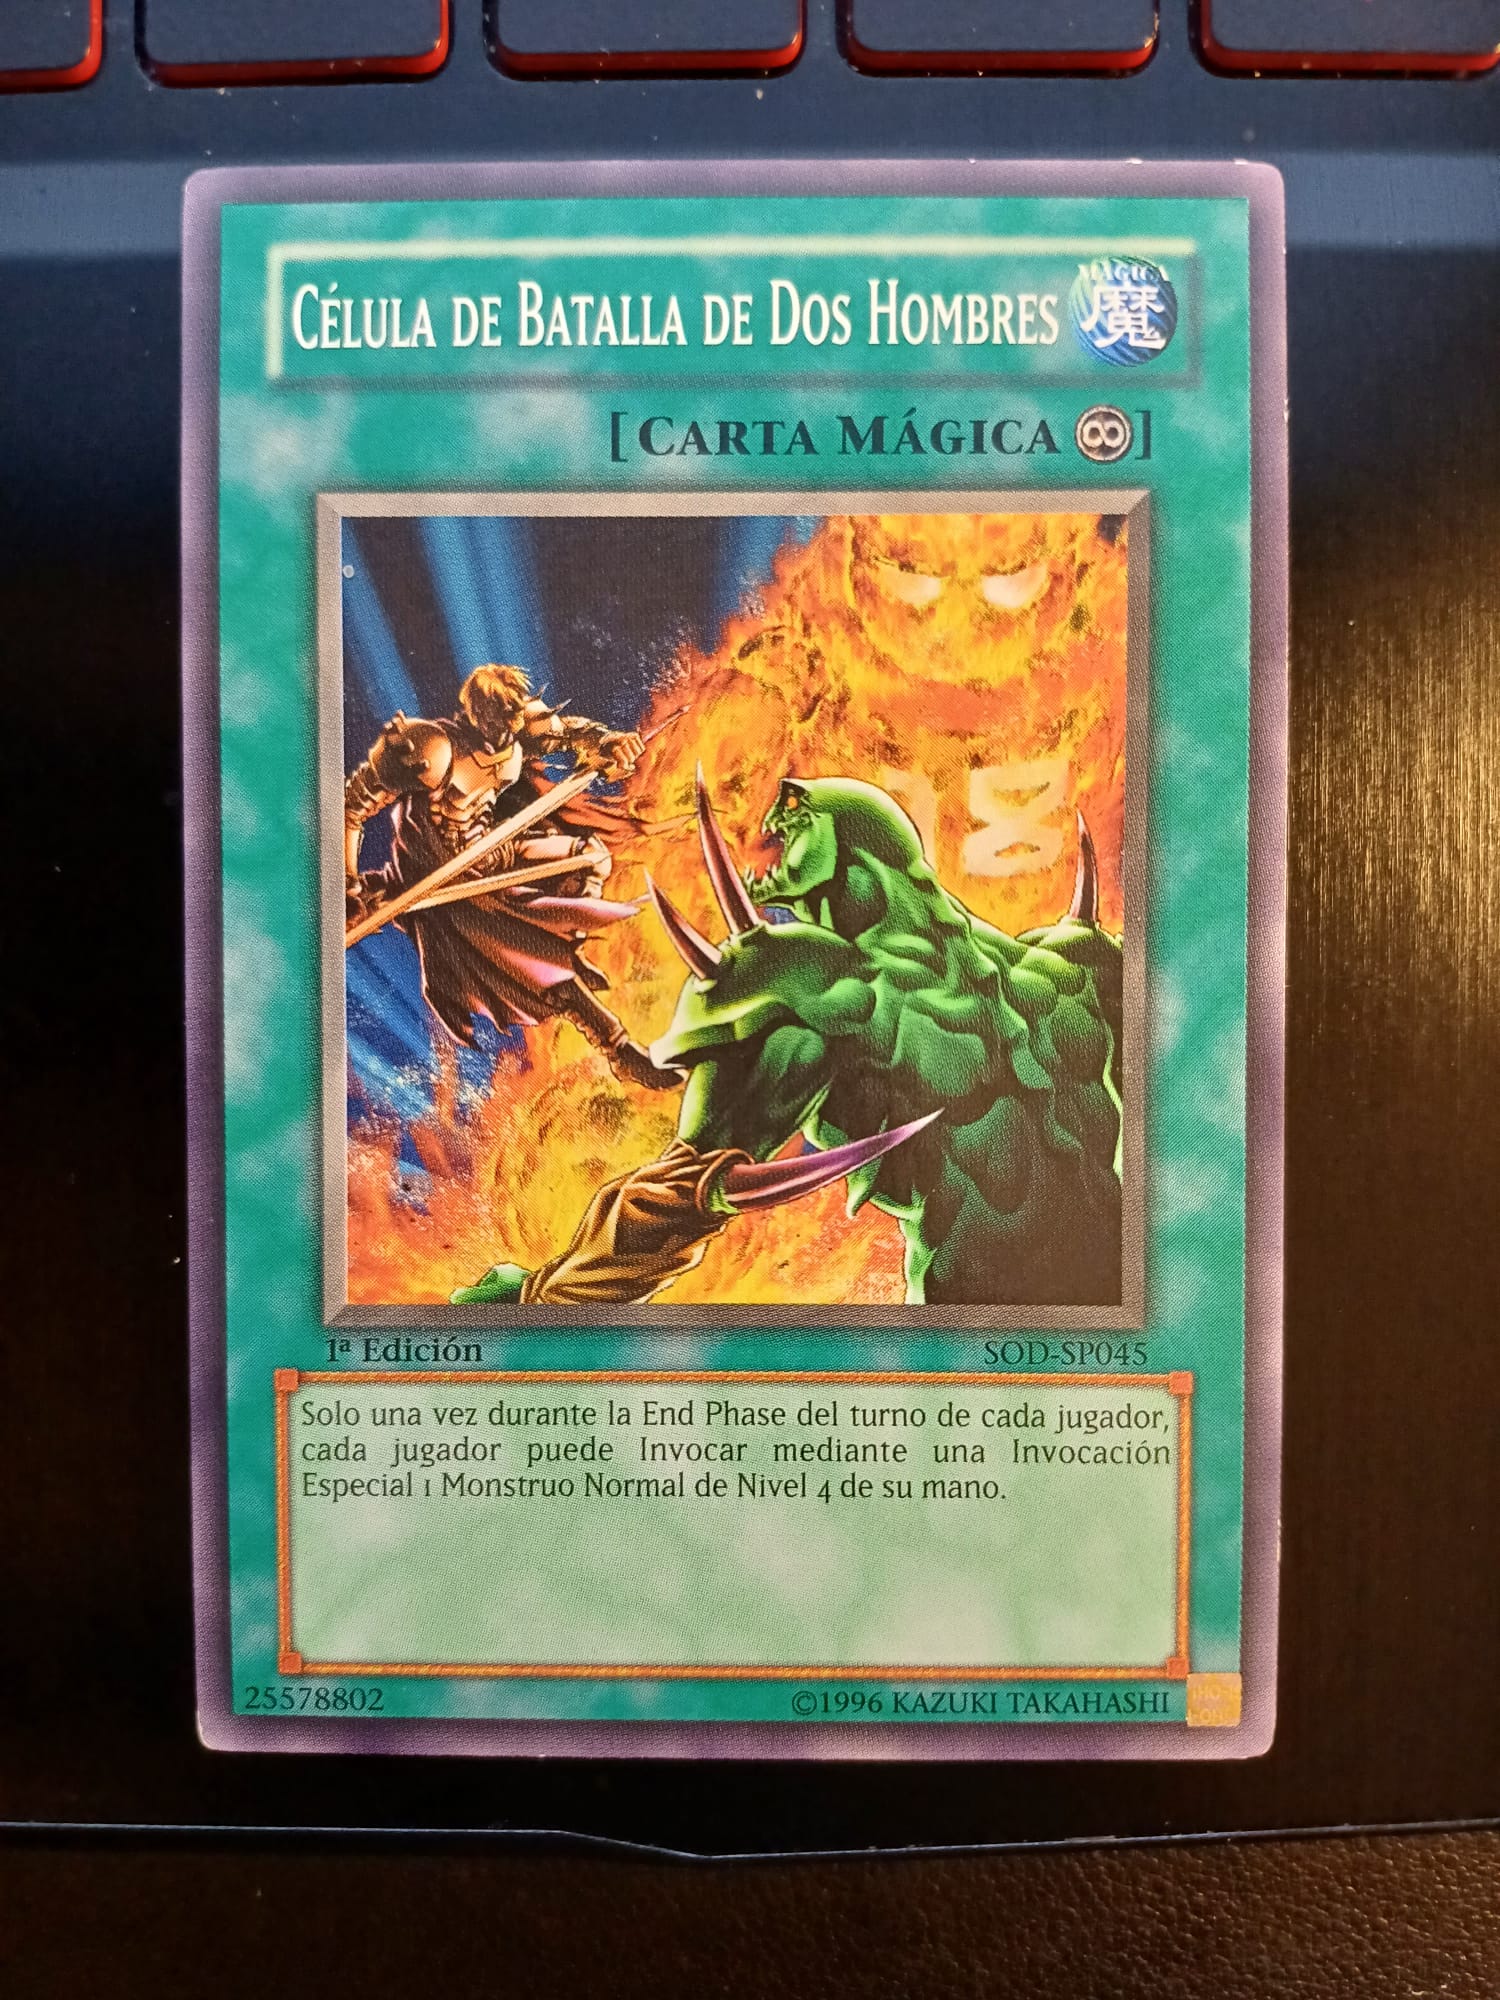 CÉLULA DE BATALLA DE DOS HOMBRES
MÁGICA
魔
[CARTA MÁGICA]
1ª Edición
SOD-SP045
Solo una vez durante la End Phase del turno de cada jugador,
cada jugador puede Invocar mediante una Invocación
Especial 1 Monstruo Normal de Nivel 4 de su mano.
25578802
©1996 KAZUKI TAKAHASHI